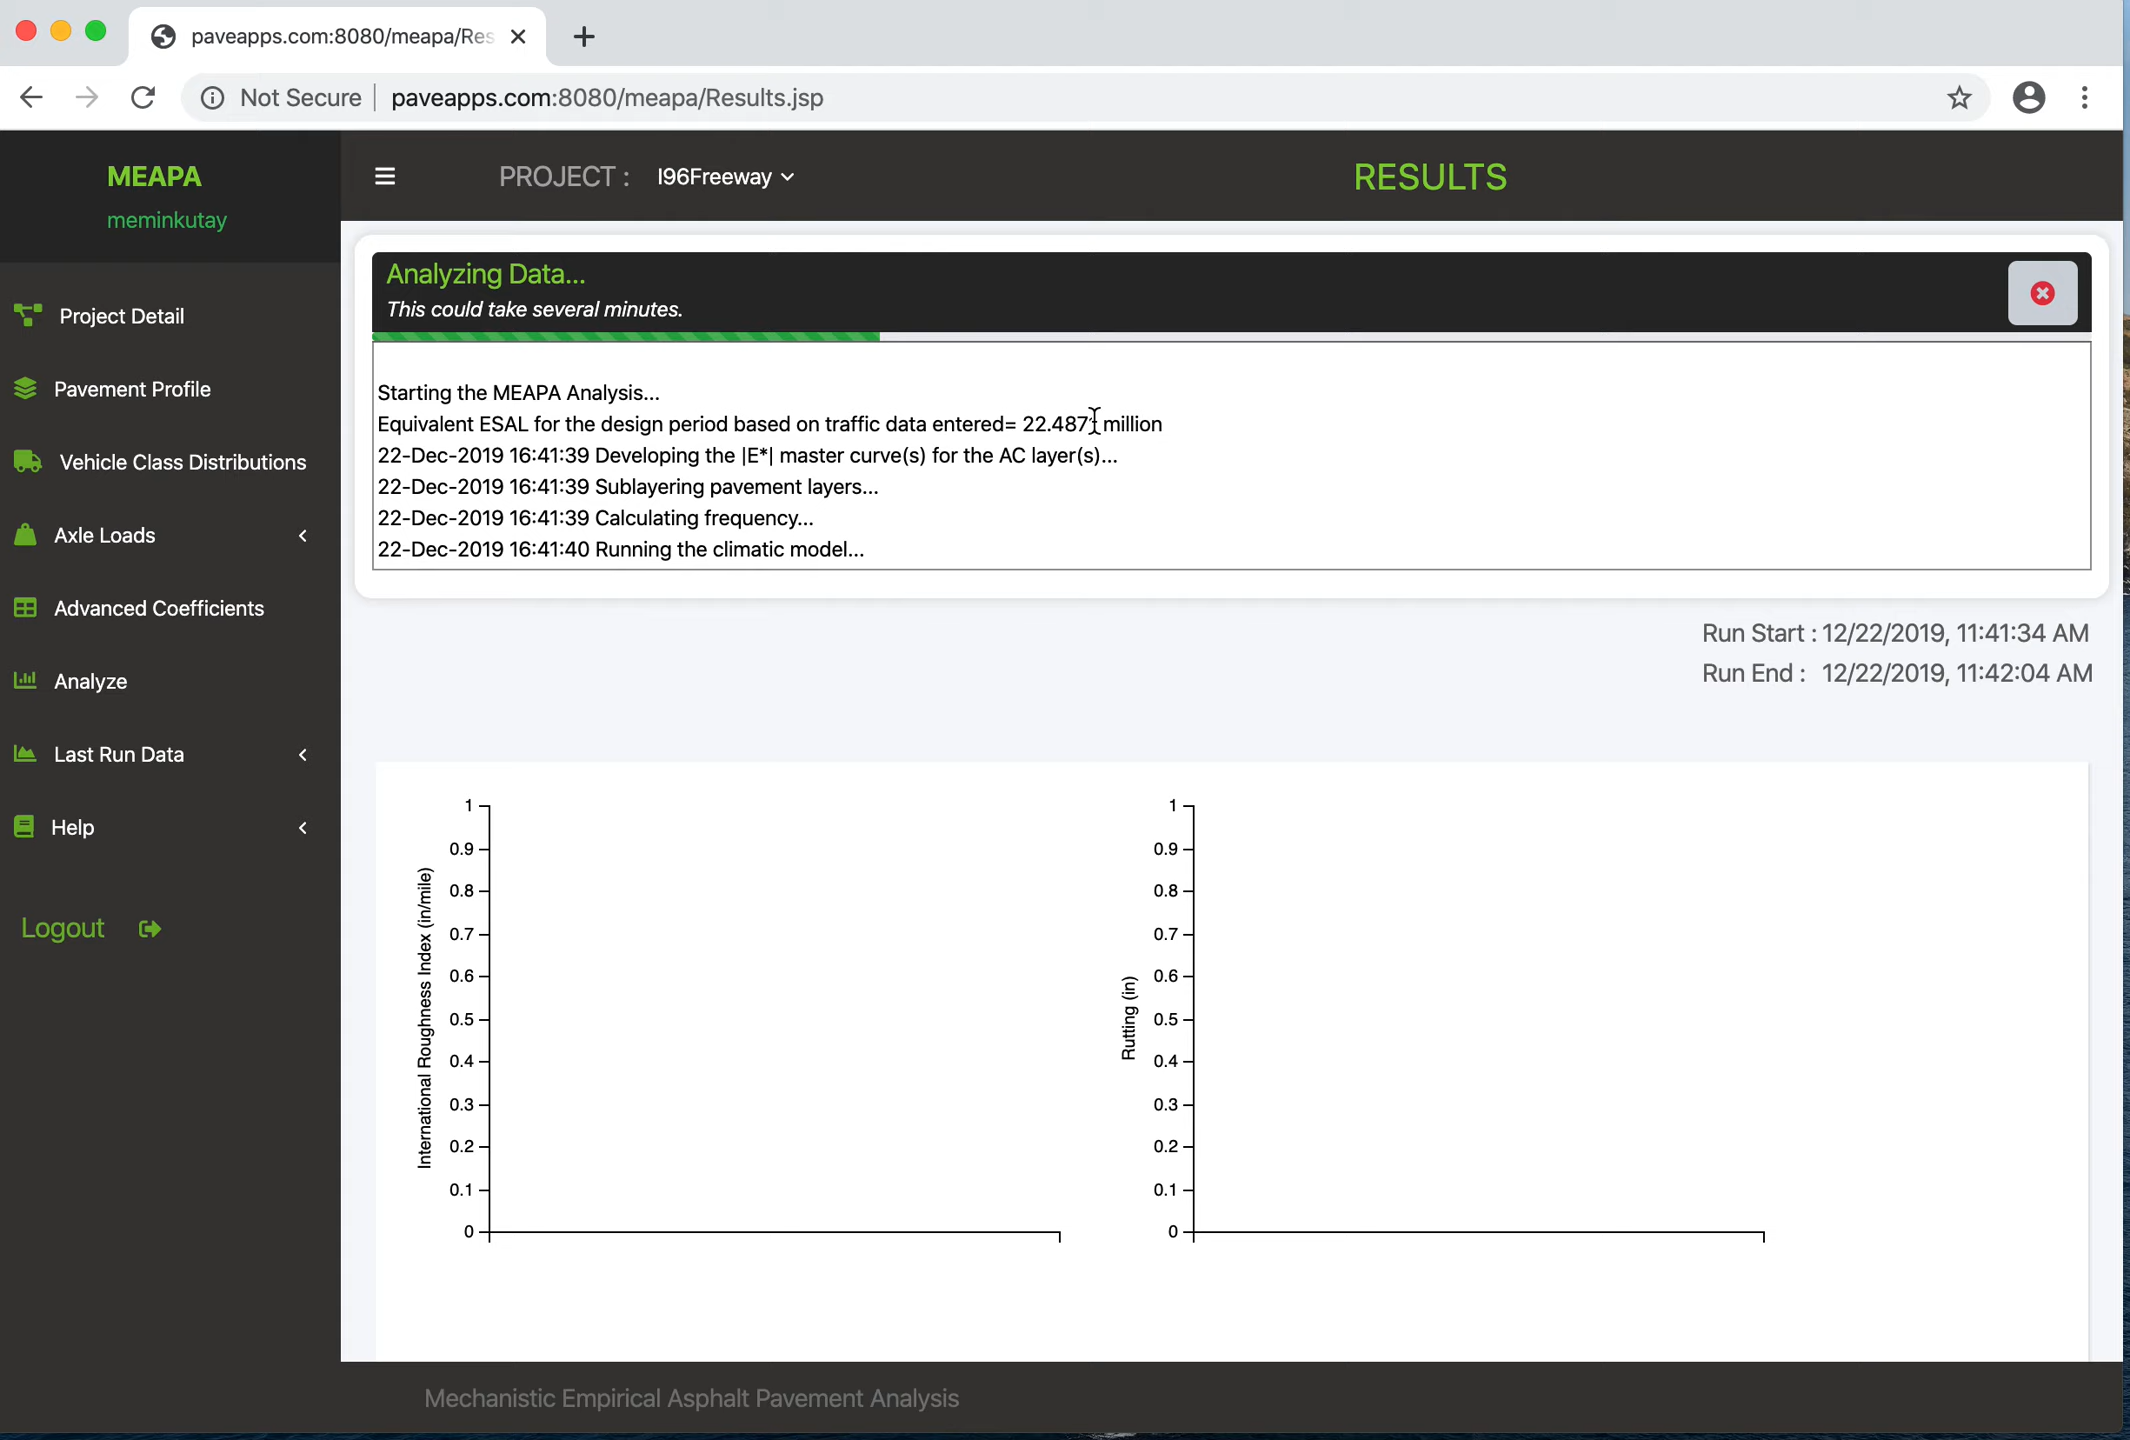 paveapps.com:8080/meapa/Res
Not Secure
paveapps.com:8080/meapa/Results.jsp
MEAPA
meminkutay
PROJECT :
I96Freeway
RESULTS
Project Detail
Pavement Profile
Vehicle Class Distributions
Axle Loads
Advanced Coefficients
Analyze
Last Run Data
Help
Logout
Analyzing Data...
This could take several minutes.
Starting the MEAPA Analysis...
Equivalent ESAL for the design period based on traffic data entered= 22.487 million
22-Dec-2019 16:41:39 Developing the |E*| master curve(s) for the AC layer(s)...
22-Dec-2019 16:41:39 Sublayering pavement layers...
22-Dec-2019 16:41:39 Calculating frequency...
22-Dec-2019 16:41:40 Running the climatic model...
Run Start : 12/22/2019, 11:41:34 AM
Run End : 12/22/2019, 11:42:04 AM
International Roughness Index (in/mile)
1
0.9
0.8
0.7
0.6
0.5
0.4
0.3
0.2
0.1
0
Rutting (in)
1
0.9
0.8
0.7
0.6
0.5
0.4
0.3
0.2
0.1
0
Mechanistic Empirical Asphalt Pavement Analysis